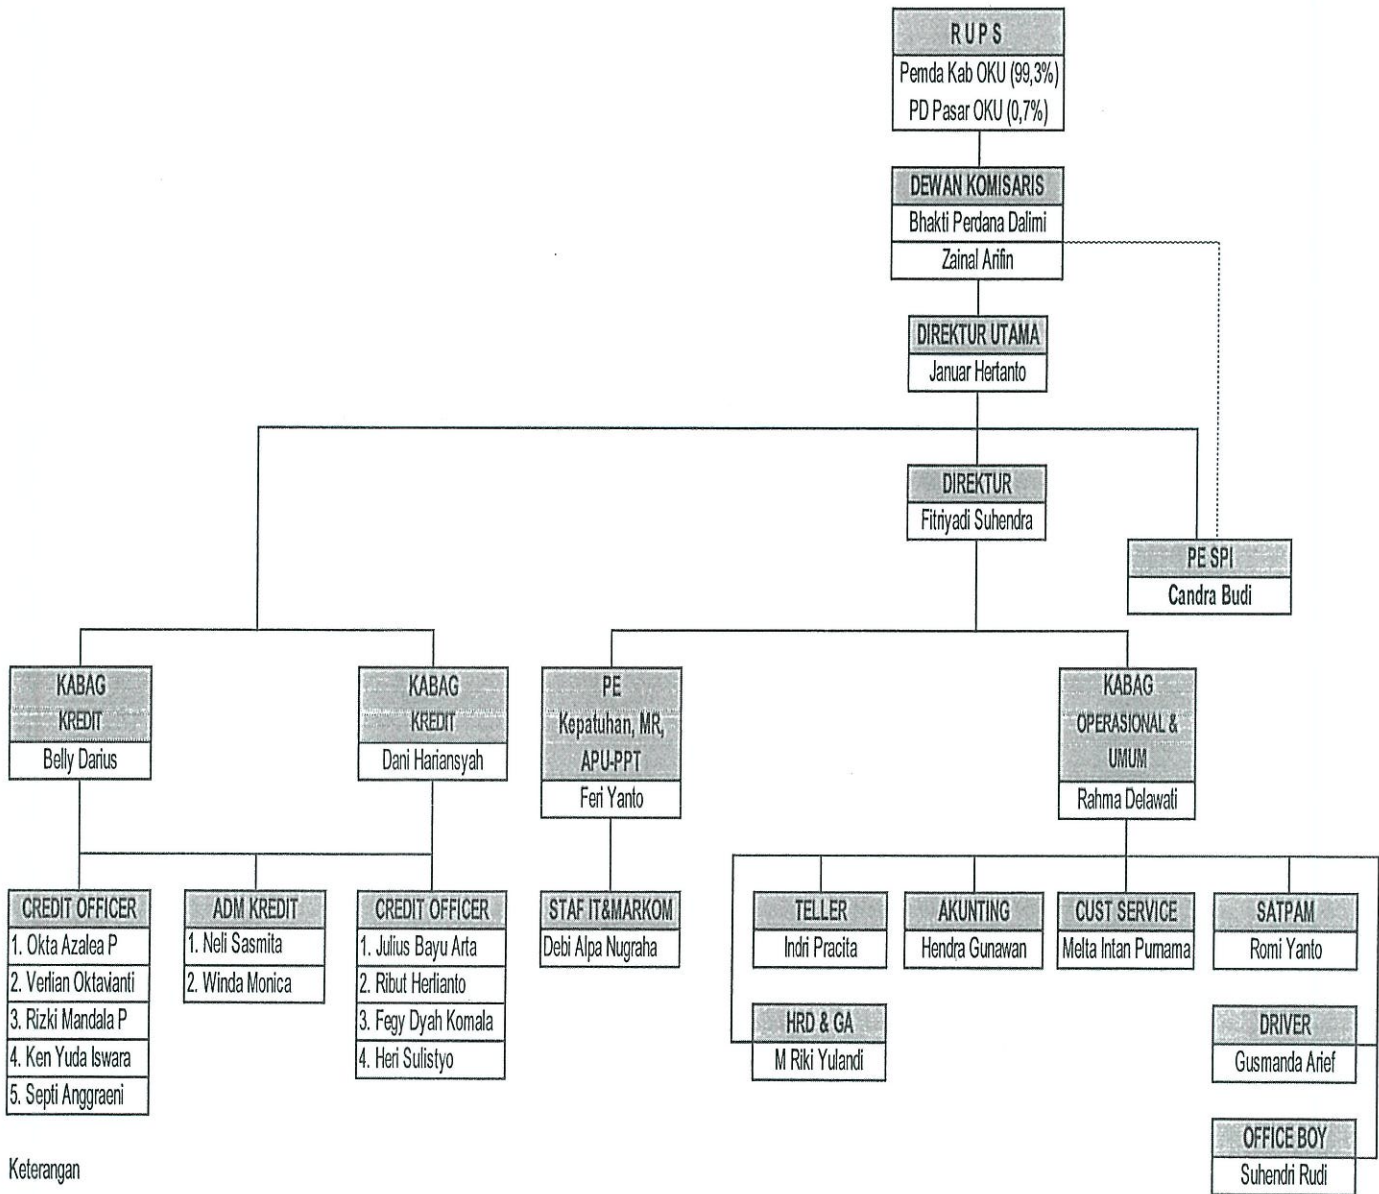 R U P S
Pemda Kab OKU (99,3%)
PD Pasar OKU (0,7%)
DEWAN KOMISARIS
Bhakti Perdana Dalimi
Zainal Arifin
DIREKTUR UTAMA
Januar Hertanto
DIREKTUR
Fitriyadi Suhendra
PE SPI
Candra Budi
KABAG
KREDIT
Belly Darius
KABAG
KREDIT
Dani Hariansyah
PE
Kepatuhan, MR,
APU-PPT
Feri Yanto
KABAG
OPERASIONAL &
UMUM
Rahma Delawati
CREDIT OFFICER
1. Okta Azalea P
2. Verlian Oktavianti
3. Rizki Mandala P
4. Ken Yuda Iswara
5. Septi Anggraeni
ADM KREDIT
1. Neli Sasmita
2. Winda Monica
CREDIT OFFICER
1. Julius Bayu Arta
2. Ribut Herlianto
3. Fegy Dyah Komala
4. Heri Sulistyo
STAF IT&MARKOM
Debi Alpa Nugraha
TELLER
Indri Pracita
AKUNTING
Hendra Gunawan
CUST SERVICE
Melta Intan Purnama
SATPAM
Romi Yanto
HRD & GA
M Riki Yulandi
DRIVER
Gusmanda Arief
OFFICE BOY
Suhendri Rudi
Keterangan